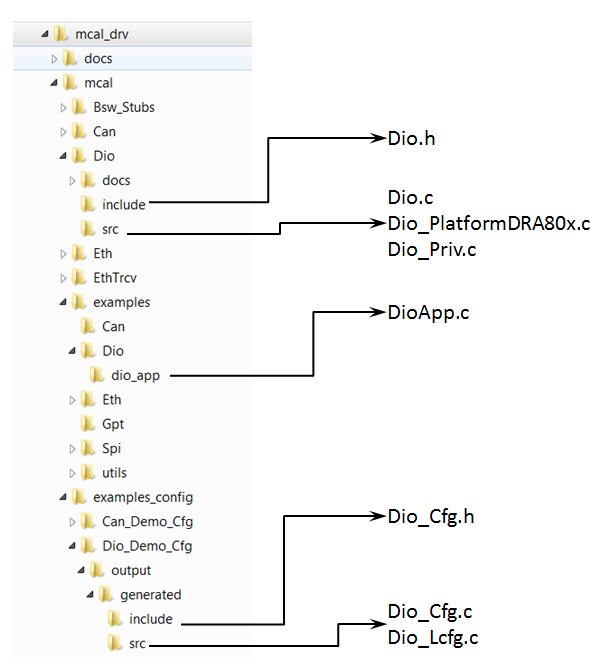 mcal_drv
docs
mcal
Bsw_Stubs
Can
Dio
docs
include
src
Eth
EthTrcv
examples
Can
Dio
dio_app
Eth
Gpt
Spi
utils
examples_config
Can_Demo_Cfg
Dio_Demo_Cfg
output
generated
include
src
Dio.h
Dio.c
Dio_PlatformDRA80x.c
Dio_Priv.c
DioApp.c
Dio_Cfg.h
Dio_Cfg.c
Dio_Lcfg.c